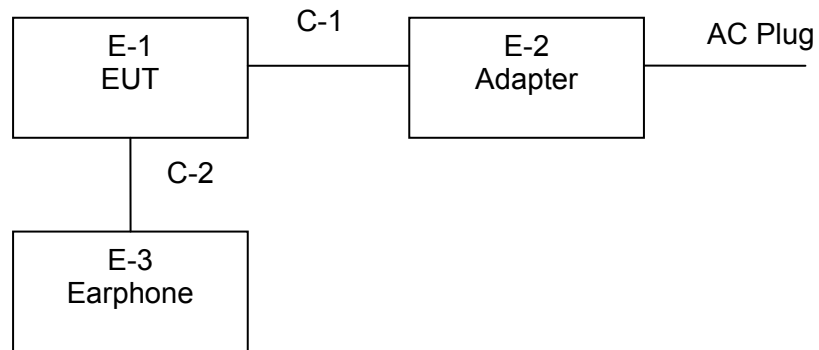 E-1
EUT
C-1
E-2
Adapter
AC Plug
C-2
E-3
Earphone